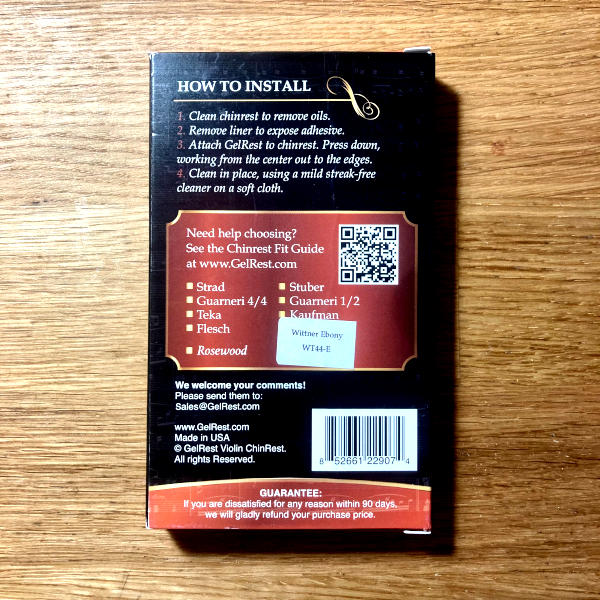 HOW TO INSTALL
1. Clean chinrest to remove oils.
2. Remove liner to expose adhesive.
3. Attach GelRest to chinrest. Press down,
working from the center out to the edges.
4. Clean in place, using a mild streak-free
cleaner on a soft cloth.
Need help choosing?
See the Chinrest Fit Guide
at www.GelRest.com
Strad
Guarneri 4/4
Teka
Flesch
Rosewood
Stuber
Guarneri 1/2
Kaufman
Wittner Ebony
WT44-E
We welcome your comments!
Please send them to:
Sales@GelRest.com
www.GelRest.com
Made in USA
© GelRest Violin ChinRest.
All rights Reserved.
8 52661 22907 4
GUARANTEE:
If you are dissatisfied for any reason within 90 days,
we will gladly refund your purchase price.